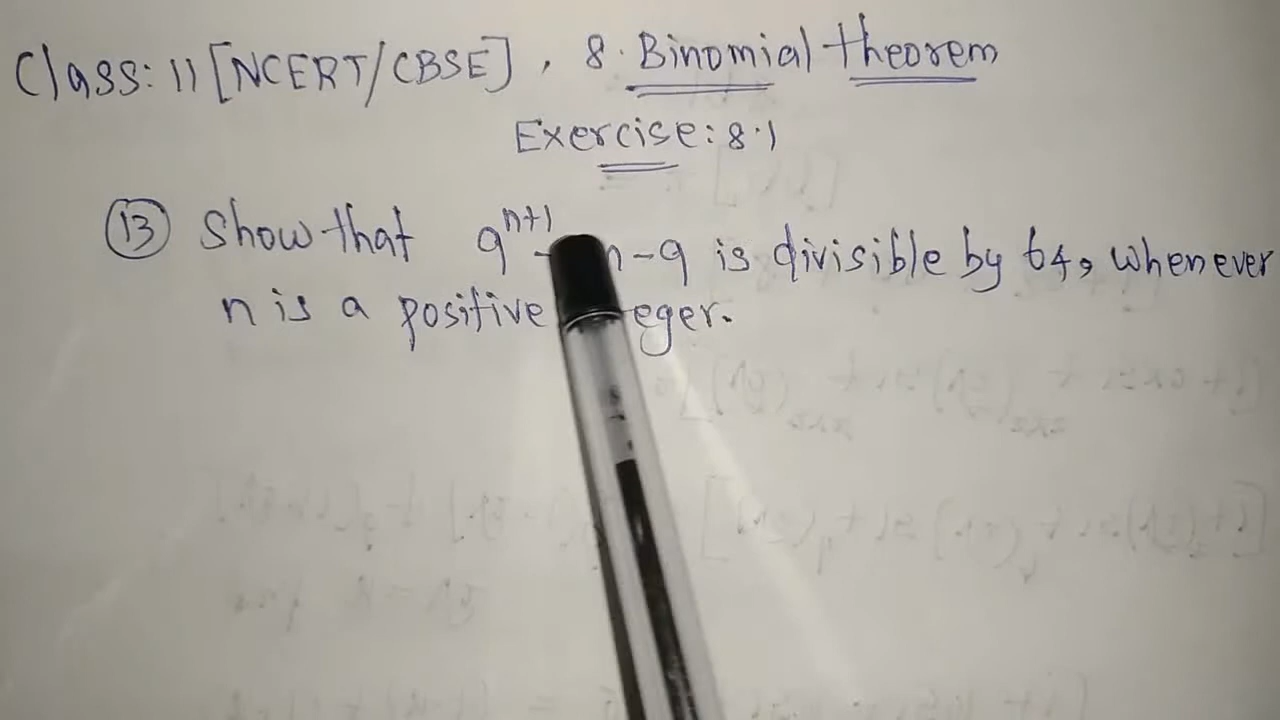 Class: 11 [NCERT/CBSE], 8. Binomial theorem
Exercise: 8.1
13 Show that 9^{n+1} - n-9 is divisible by 64, whenever
n is a positive eger.